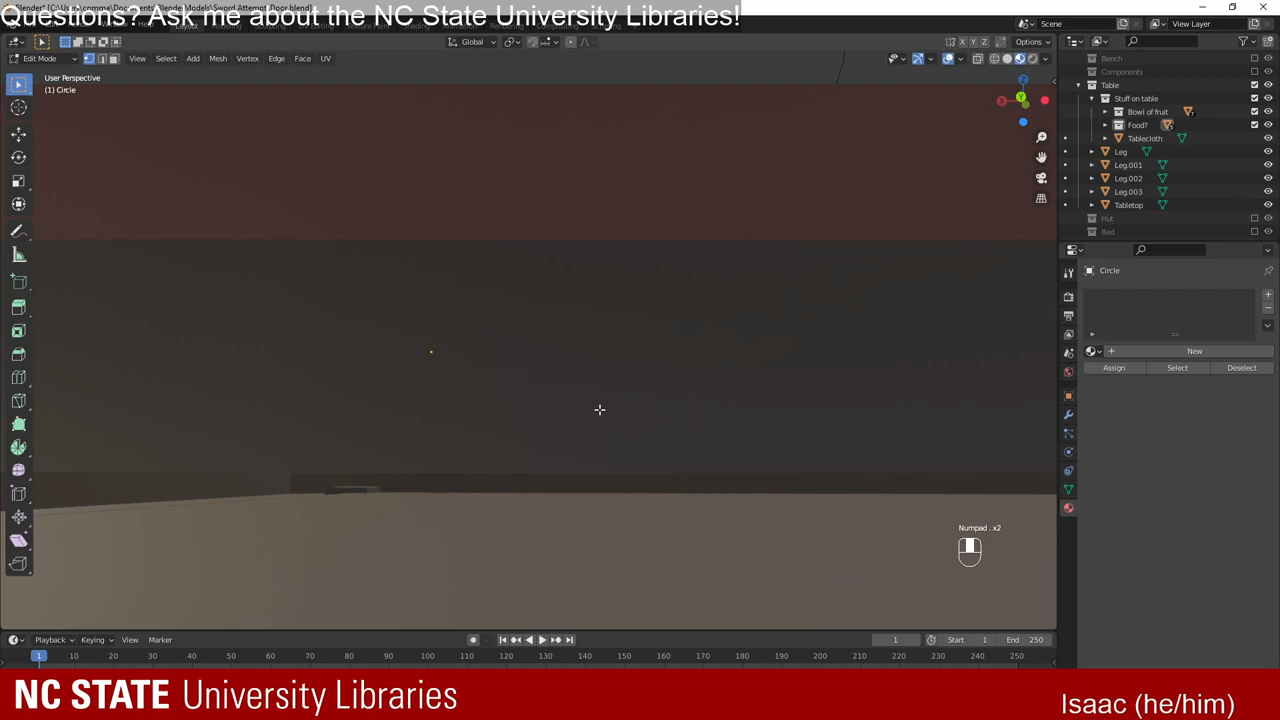 Questions? Ask me about the NC State University Libraries!
Scene
View Layer
Global
Options
Edit Mode
View
Select
Add
Mesh
Vertex
Edge
Face
UV
X
Y
Z
User Perspective
(1) Circle
Bench
Components
Table
Stuff on table
Bowl of fruit
Food?
Tablecloth
Leg
Leg.001
Leg.002
Leg.003
Tabletop
Hut
Bed
Circle
New
Assign
Select
Deselect
Numpad . x2
Playback
Keying
View
Marker
1
Start 1
End 250
1 10 20 30 40 50 60 70 80 90 100 110 120 130 140 150 160 170 180 190 200 210 220 230 240 250
NC STATE University Libraries
Isaac (he/him)